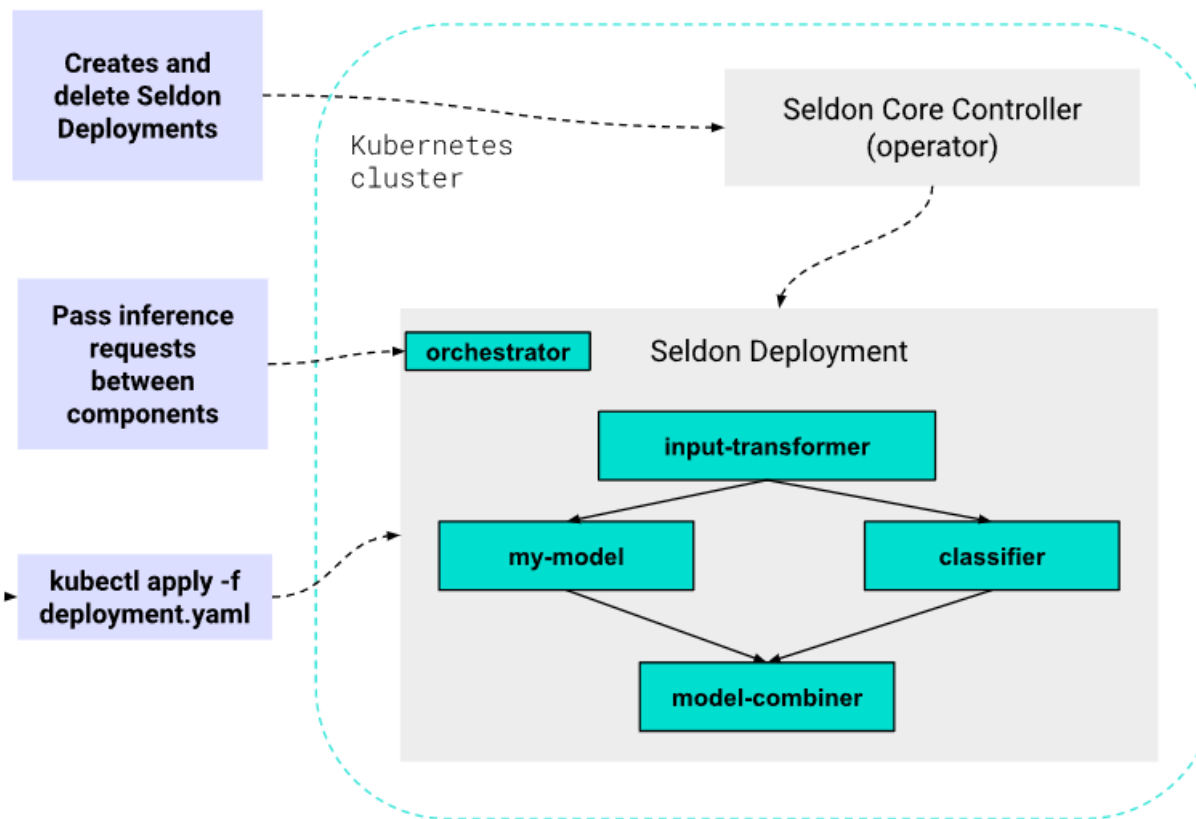 Creates and
delete Seldon
Deployments
Seldon Core Controller
(operator)
Kubernetes
cluster
Pass inference
requests
between
components
orchestrator
Seldon Deployment
input-transformer
my-model
classifier
kubectl apply -f
deployment.yaml
model-combiner